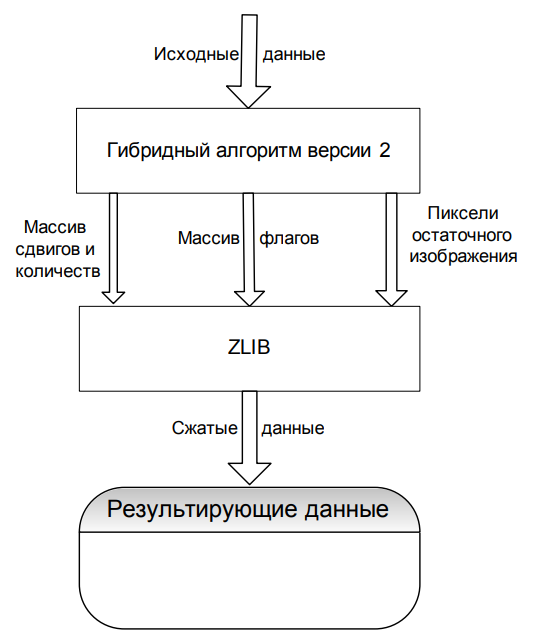 Исходные данные
Гибридный алгоритм версии 2
Массив
сдвигов и
количеств
Массив флагов
Пиксели
остаточного
изображения
ZLIB
Сжатые данные
Результирующие данные